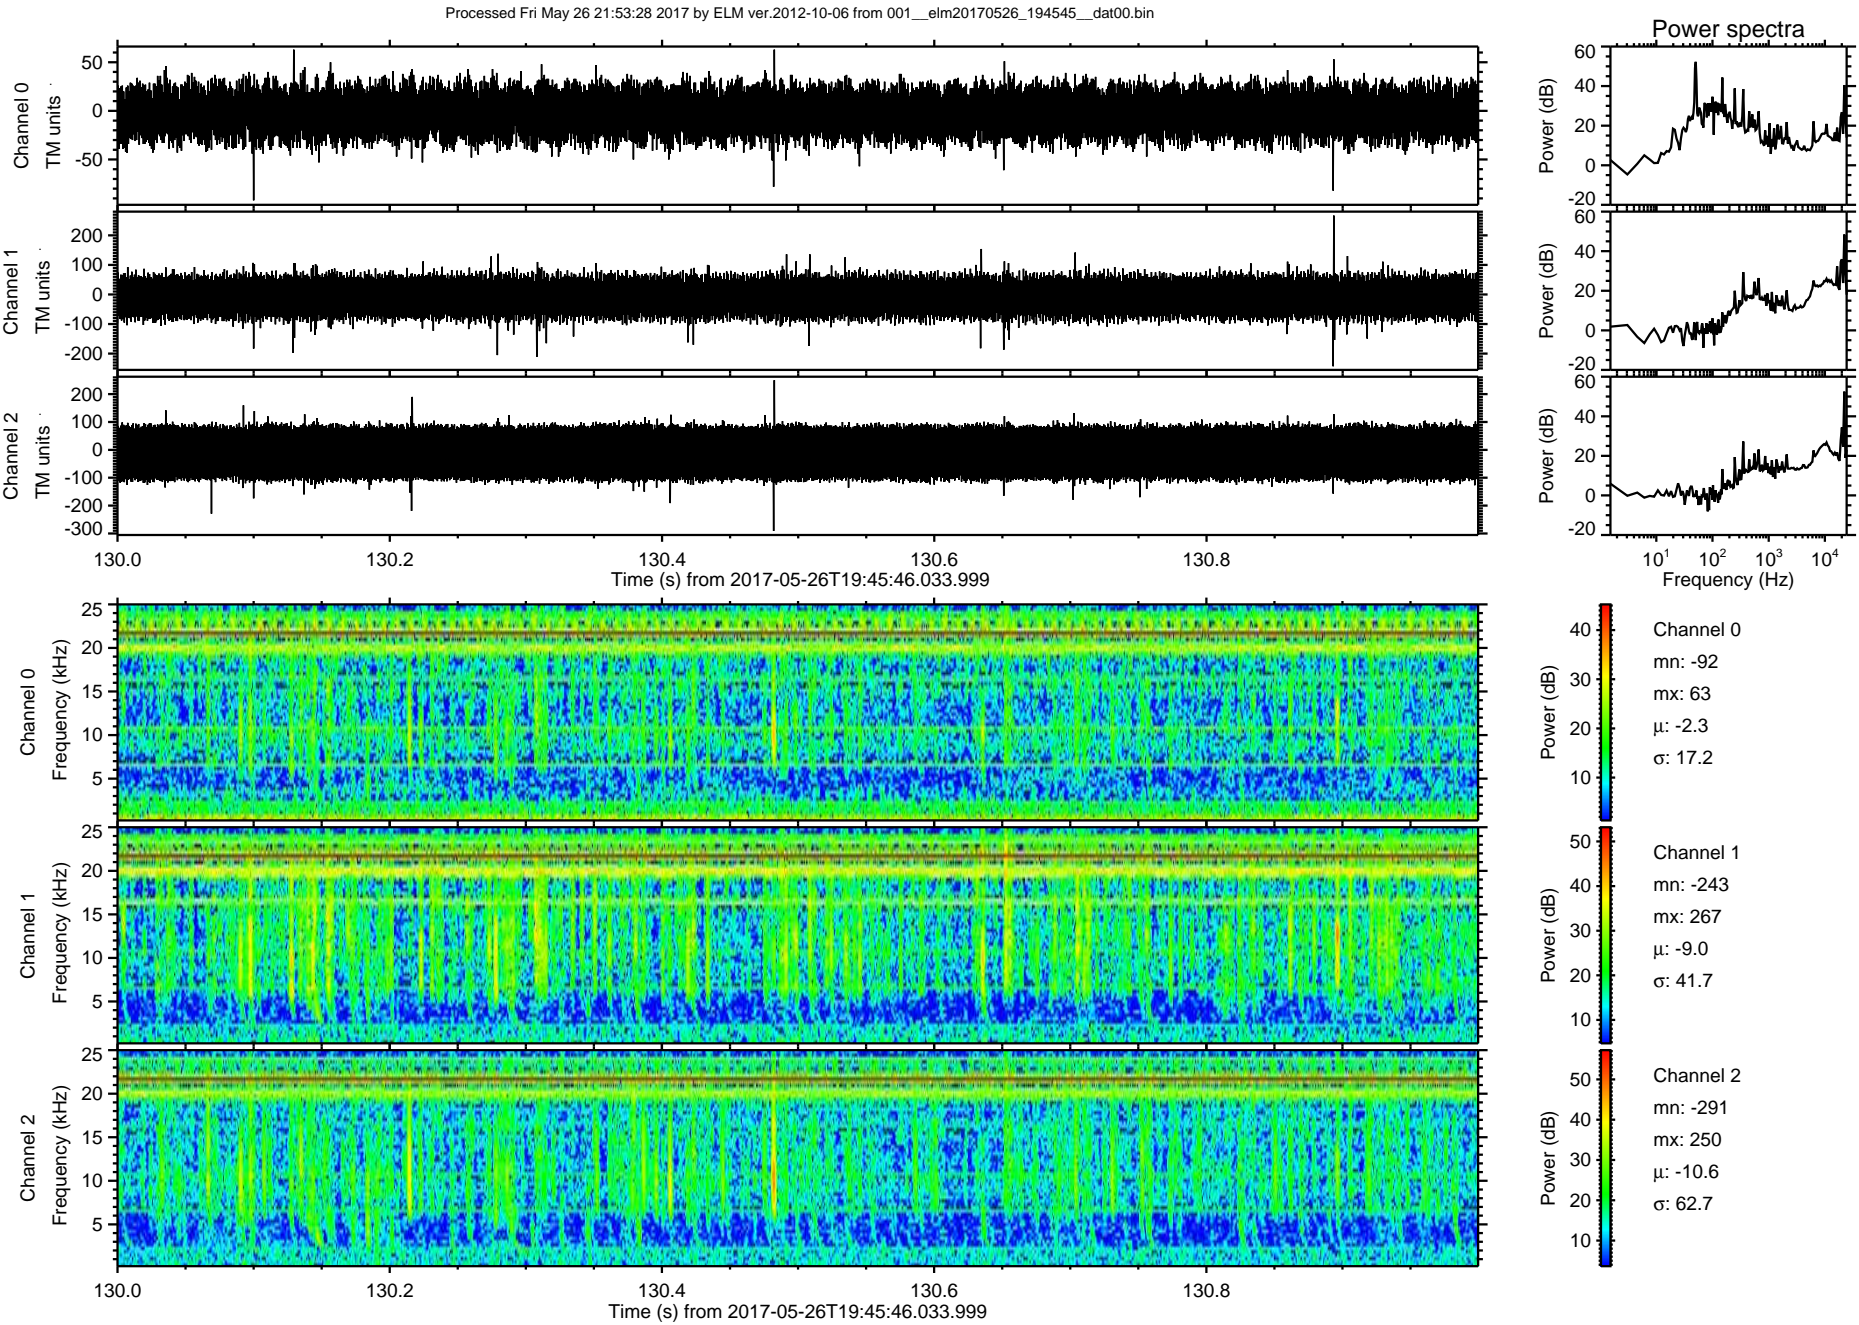 Processed Fri May 26 21:53:28 2017 by ELM ver.2012-10-06 from 001__elm20170526_194545__dat00.bin
Power spectra
Channel 0
TM units
50
0
-50
Power (dB)
60
40
20
0
-20
Channel 1
TM units
200
100
0
-100
-200
Power (dB)
60
40
20
0
-20
Channel 2
TM units
200
100
0
-100
-200
-300
Power (dB)
60
40
20
0
-20
130.0 130.2 130.4 130.6 130.8
Time (s) from 2017-05-26T19:45:46.033.999
10¹ 10² 10³ 10⁴
Frequency (Hz)
Channel 0
Frequency (kHz)
25
20
15
10
5
Power (dB)
40
30
20
10
Channel 0
mn: -92
mx: 63
μ: -2.3
σ: 17.2
Channel 1
Frequency (kHz)
25
20
15
10
5
Power (dB)
50
40
30
20
10
Channel 1
mn: -243
mx: 267
μ: -9.0
σ: 41.7
Channel 2
Frequency (kHz)
25
20
15
10
5
Power (dB)
50
40
30
20
10
Channel 2
mn: -291
mx: 250
μ: -10.6
σ: 62.7
130.0 130.2 130.4 130.6 130.8
Time (s) from 2017-05-26T19:45:46.033.999